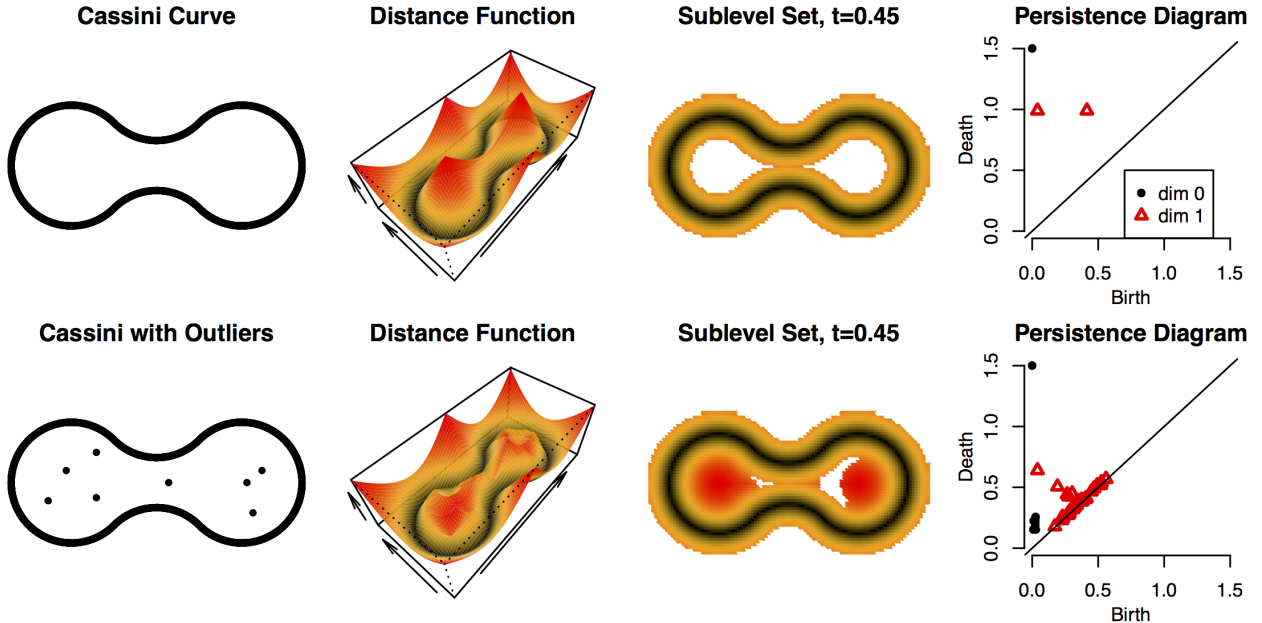 Cassini Curve
Distance Function
Sublevel Set, t=0.45
Persistence Diagram
1.5
1.0
0.5
0.0
Death
dim 0
dim 1
0.0 0.5 1.0 1.5
Birth
Cassini with Outliers
Distance Function
Sublevel Set, t=0.45
Persistence Diagram
1.5
1.0
0.5
0.0
Death
0.0 0.5 1.0 1.5
Birth